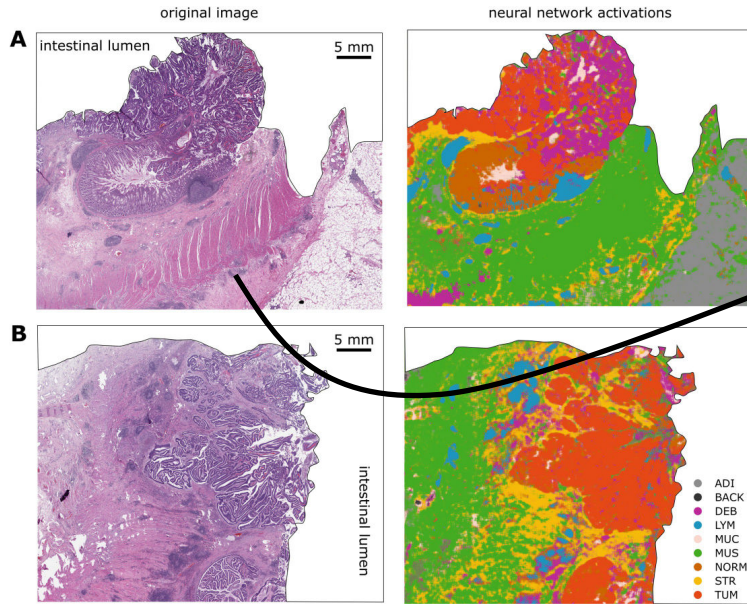 original image
neural network activations
A
intestinal lumen
5 mm
B
5 mm
intestinal lumen
ADI
BACK
DEB
LYM
MUC
MUS
NORM
STR
TUM